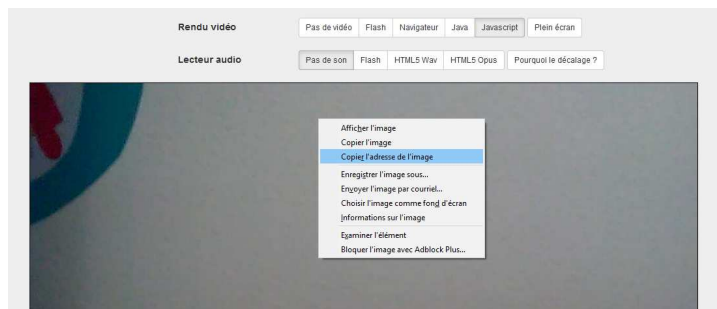 Rendu vidéo Pas de vidéo Flash Navigateur Java Javascript Plein écran
Lecteur audio Pas de son Flash HTML5 Wav HTML5 Opus Pourquoi le décalage ?
Afficher l'image
Copier l'image
Copier l'adresse de l'image
Enregistrer l'image sous...
Envoyer l'image par courriel...
Choisir l'image comme fond d'écran
Informations sur l'image
Examiner l'élément
Bloquer l'image avec Adblock Plus...